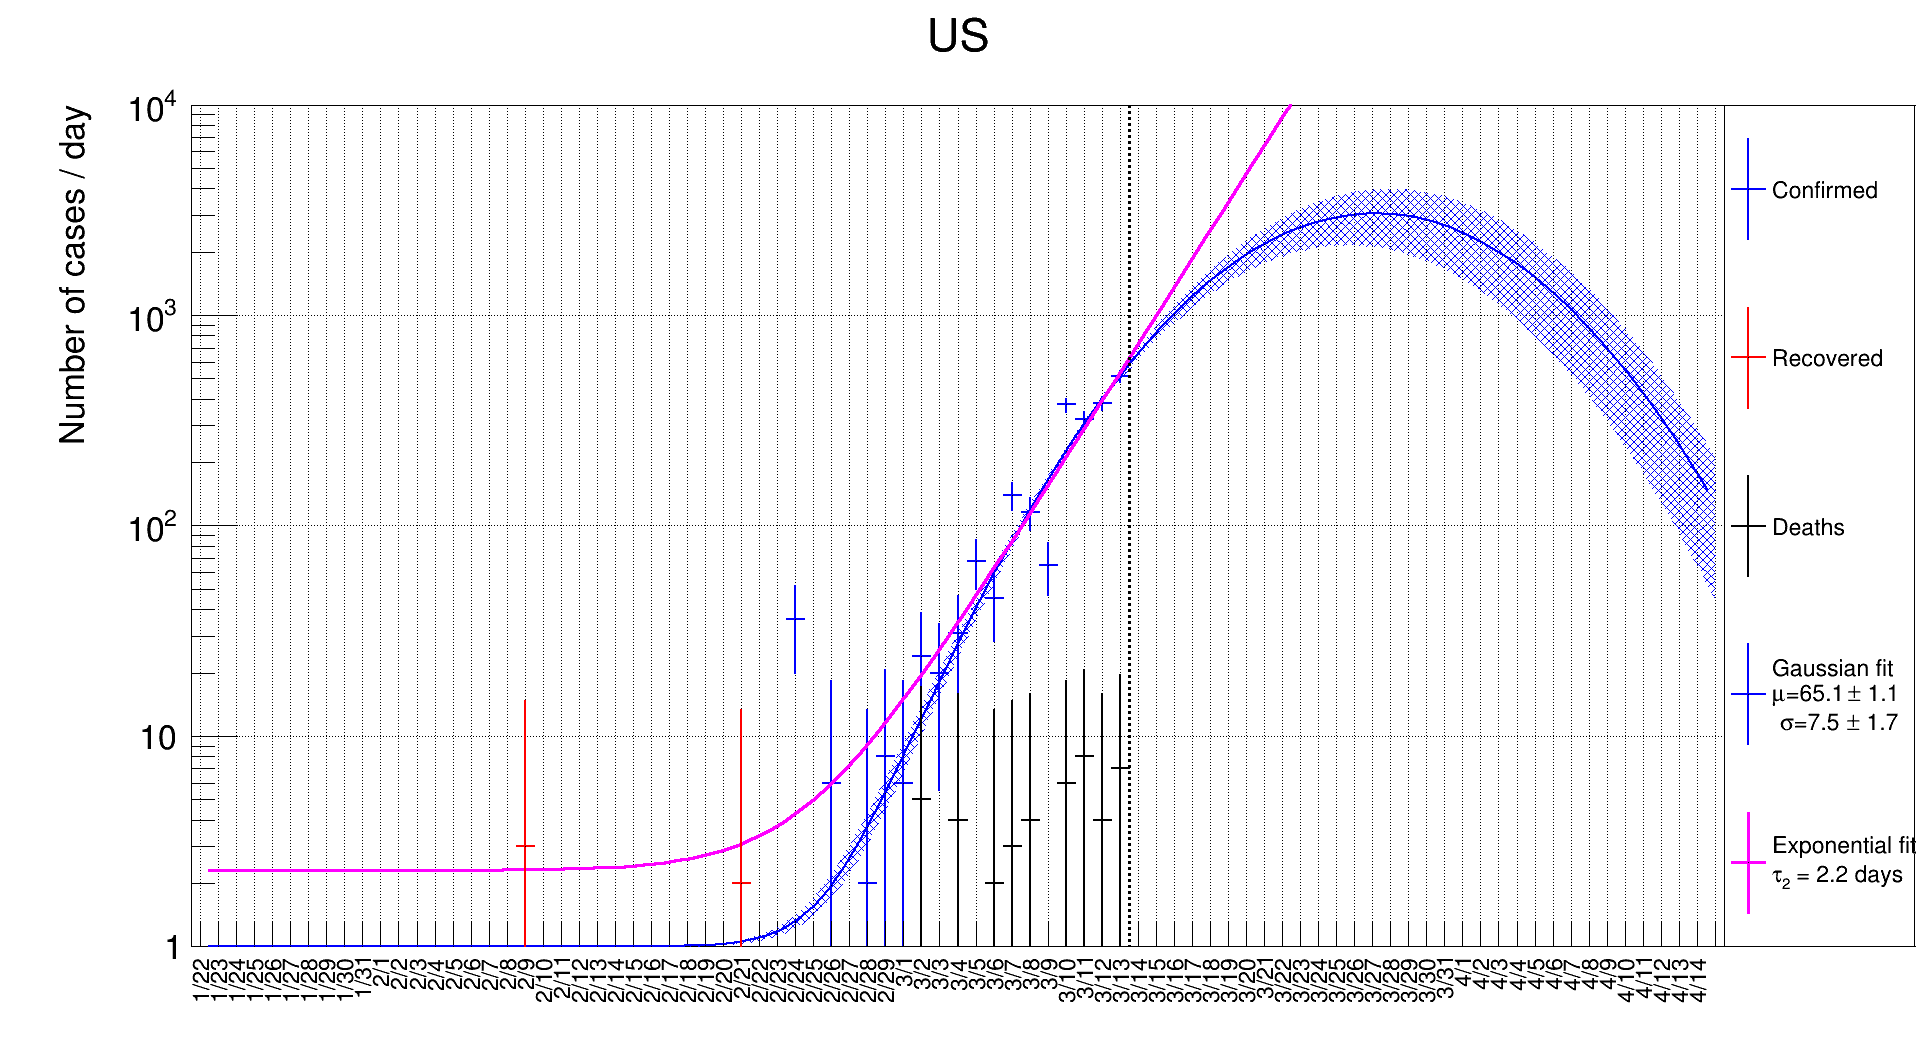 US
Number of cases / day
10⁴
10³
10²
10
1
1/22 1/23 1/24 1/25 1/26 1/27 1/28 1/29 1/30 1/31 2/1 2/2 2/3 2/4 2/5 2/6 2/7 2/8 2/9 2/10 2/11 2/12 2/13 2/14 2/15 2/16 2/17 2/18 2/19 2/20 2/21 2/22 2/23 2/24 2/25 2/26 2/27 2/28 2/29 3/1 3/2 3/3 3/4 3/5 3/6 3/7 3/8 3/9 3/10 3/11 3/12 3/13 3/14 3/15 3/16 3/17 3/18 3/19 3/20 3/21 3/22 3/23 3/24 3/25 3/26 3/27 3/28 3/29 3/30 3/31 4/1 4/2 4/3 4/4 4/5 4/6 4/7 4/8 4/9 4/10 4/11 4/12 4/13 4/14
Confirmed
Recovered
Deaths
Gaussian fit
μ=65.1 ± 1.1
σ=7.5 ± 1.7
Exponential fit
τ₂ = 2.2 days